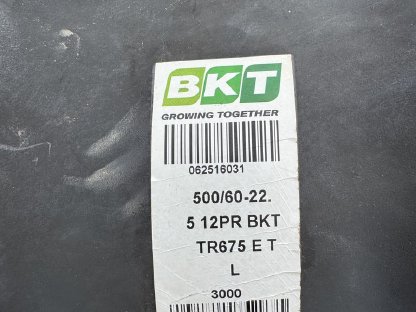 BKT
GROWING TOGETHER
062516031
500/60-22.
5 12PR BKT
TR675 E T
L
3000